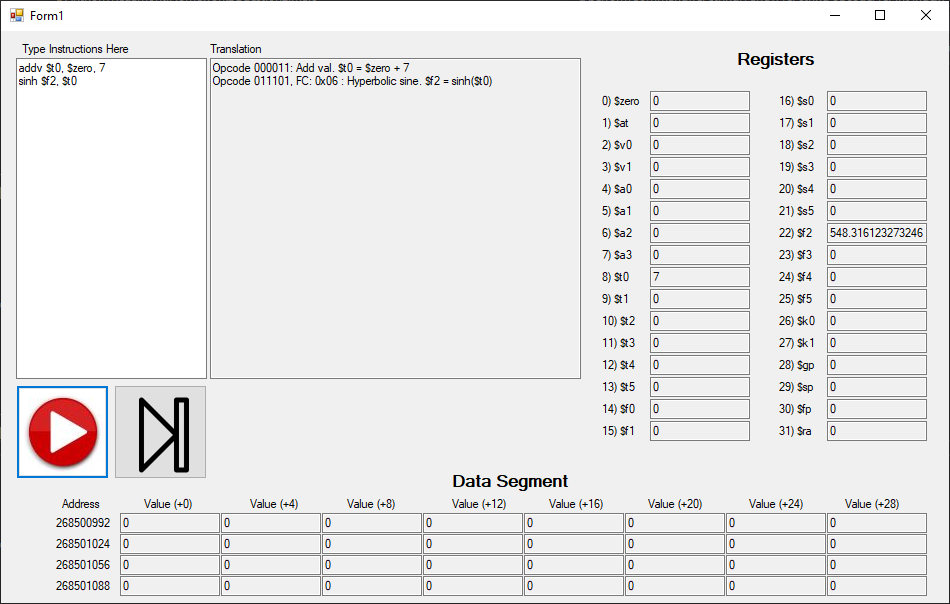 Form1
Type Instructions Here
Translation
addv $t0, $zero, 7
sinh $f2, $t0
Opcode 000011: Add val. $t0 = $zero + 7
Opcode 011101, FC: 0x06 : Hyperbolic sine. $f2 = sinh($t0)
Registers
0) $zero 0 16) $s0 0
1) $at 0 17) $s1 0
2) $v0 0 18) $s2 0
3) $v1 0 19) $s3 0
4) $a0 0 20) $s4 0
5) $a1 0 21) $s5 0
6) $a2 0 22) $f2 548.316123273246
7) $a3 0 23) $f3 0
8) $t0 7 24) $f4 0
9) $t1 0 25) $f5 0
10) $t2 0 26) $k0 0
11) $t3 0 27) $k1 0
12) $t4 0 28) $gp 0
13) $t5 0 29) $sp 0
14) $f0 0 30) $fp 0
15) $f1 0 31) $ra 0
Data Segment
Address Value (+0) Value (+4) Value (+8) Value (+12) Value (+16) Value (+20) Value (+24) Value (+28)
268500992 0 0 0 0 0 0 0 0
268501024 0 0 0 0 0 0 0 0
268501056 0 0 0 0 0 0 0 0
268501088 0 0 0 0 0 0 0 0